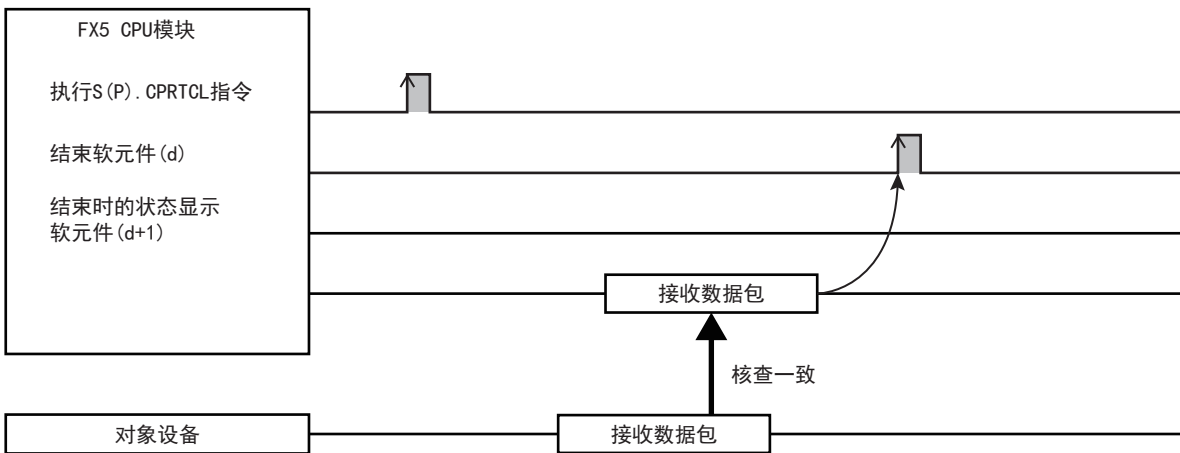 FX5 CPU模块
执行S(P).CPRTCL指令
结束软元件(d)
结束时的状态显示
软元件(d+1)
接收数据包
核查一致
对象设备
接收数据包